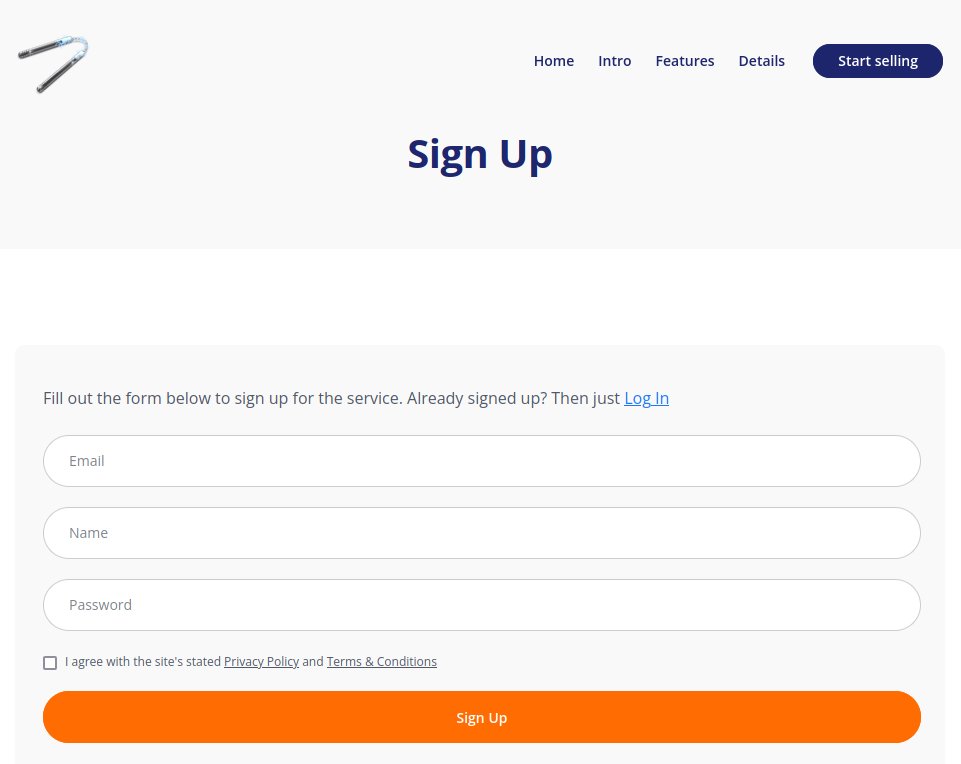 Home Intro Features Details Start selling
Sign Up
Fill out the form below to sign up for the service. Already signed up? Then just Log In
Email
Name
Password
I agree with the site's stated Privacy Policy and Terms & Conditions
Sign Up